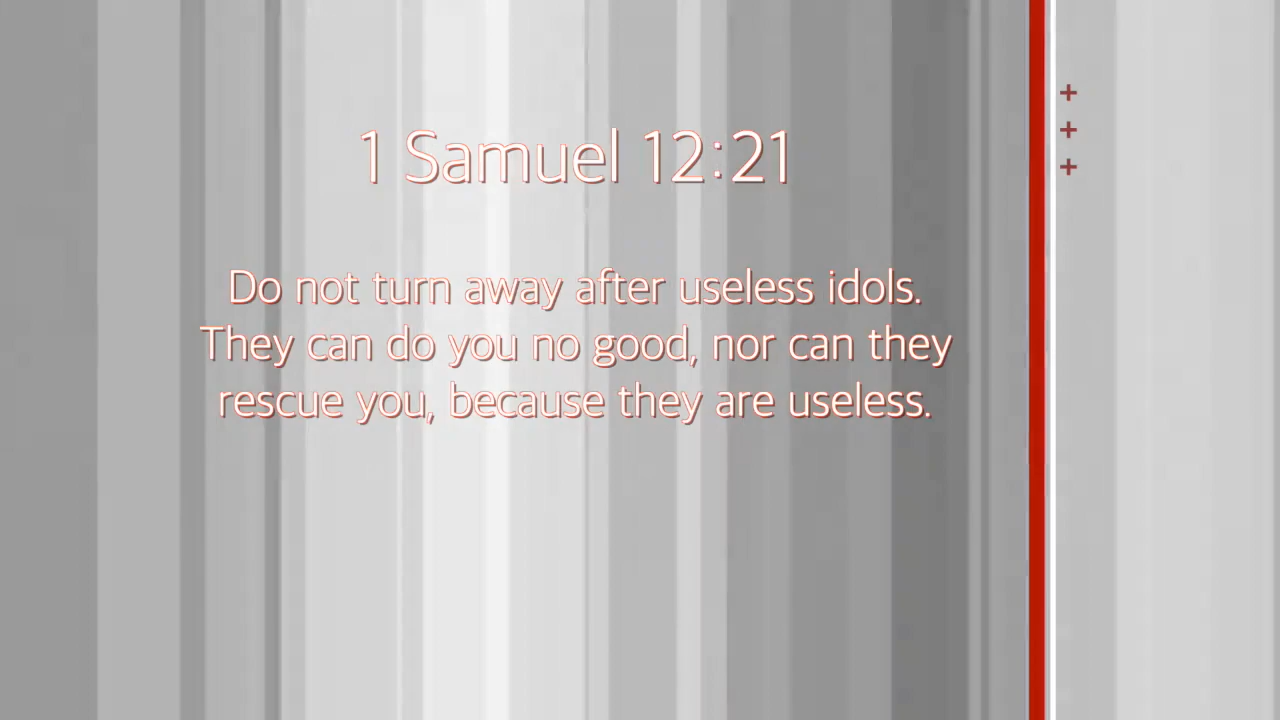 1 Samuel 12:21
Do not turn away after useless idols.
They can do you no good, nor can they
rescue you, because they are useless.